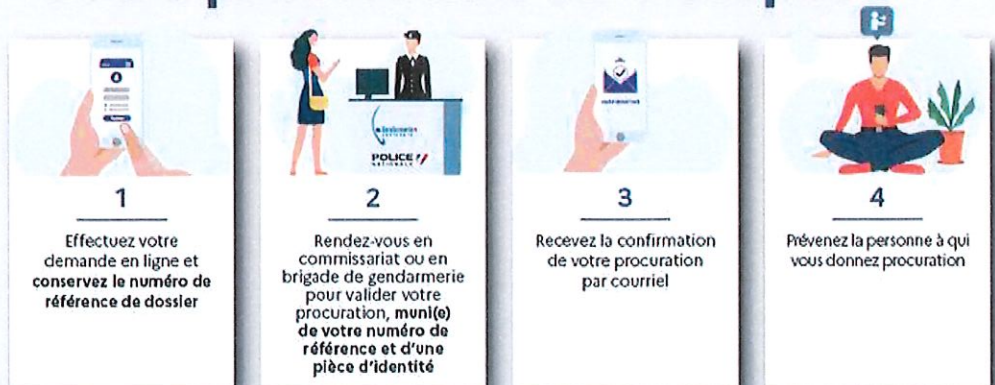 1
Effectuez votre
demande en ligne et
conservez le numéro de
référence de dossier
gendarmerie
POLICE
NATIONALE
2
Rendez-vous en
commissariat ou en
brigade de gendarmerie
pour valider votre
procuration, muni(e)
de votre numéro de
référence et d'une
pièce d'identité
3
Recevez la confirmation
de votre procuration
par courriel
4
Prévenez la personne à qui
vous donnez procuration